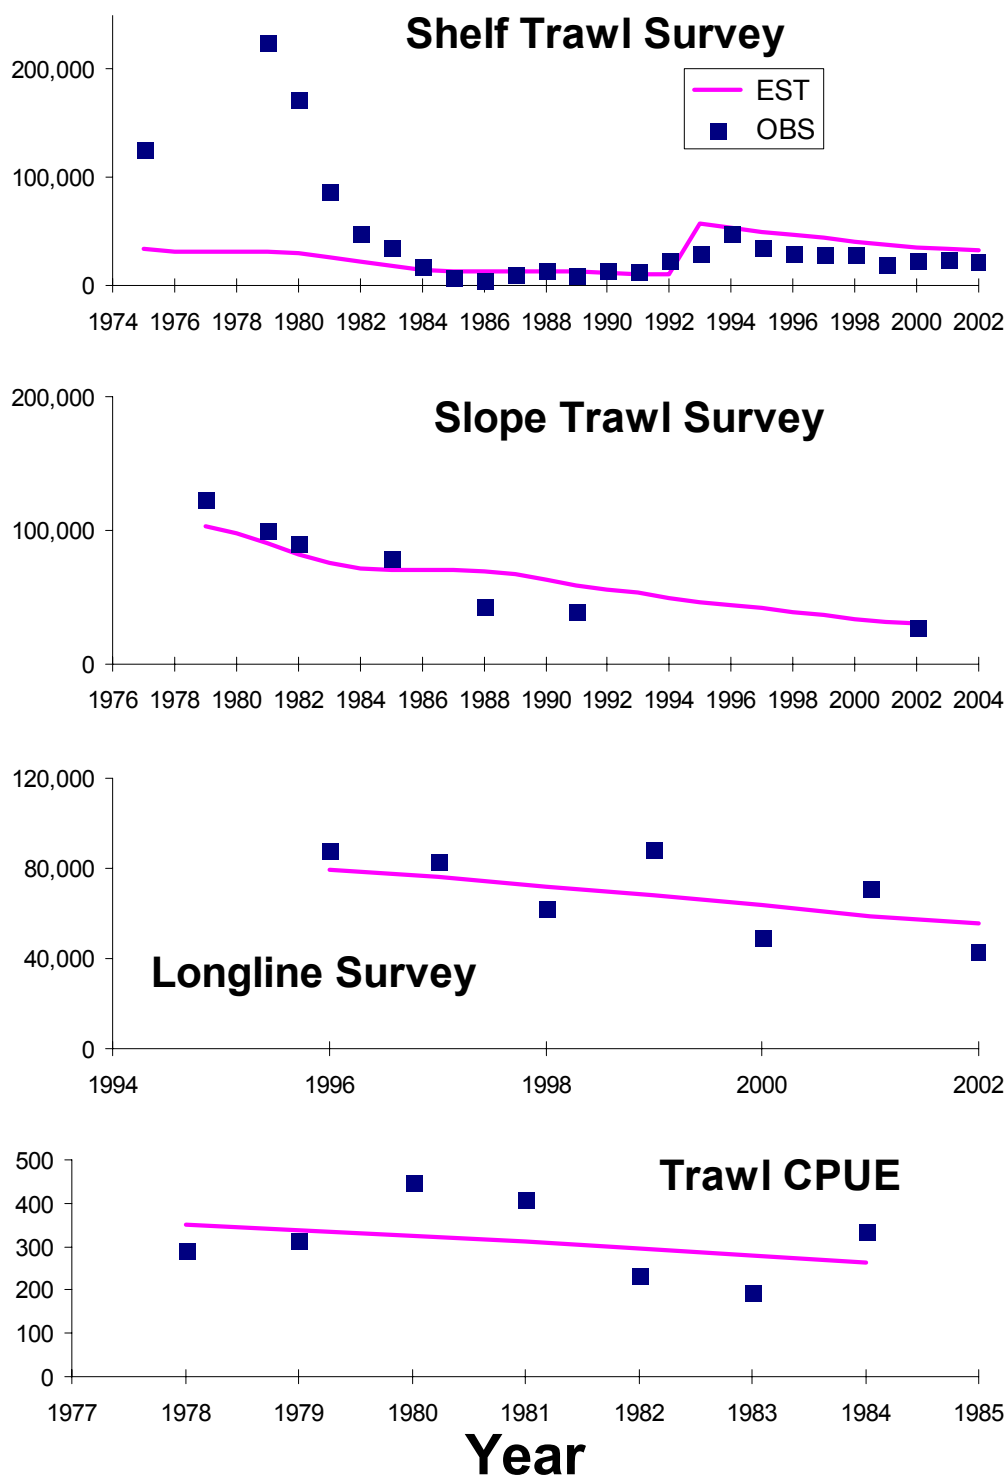 Shelf Trawl Survey
200,000
EST
OBS
100,000
0
1974 1976 1978 1980 1982 1984 1986 1988 1990 1992 1994 1996 1998 2000 2002
200,000
Slope Trawl Survey
100,000
0
1976 1978 1980 1982 1984 1986 1988 1990 1992 1994 1996 1998 2000 2002 2004
120,000
80,000
40,000
Longline Survey
0
1994 1996 1998 2000 2002
500
Trawl CPUE
400
300
200
100
0
1977 1978 1979 1980 1981 1982 1983 1984 1985
Year